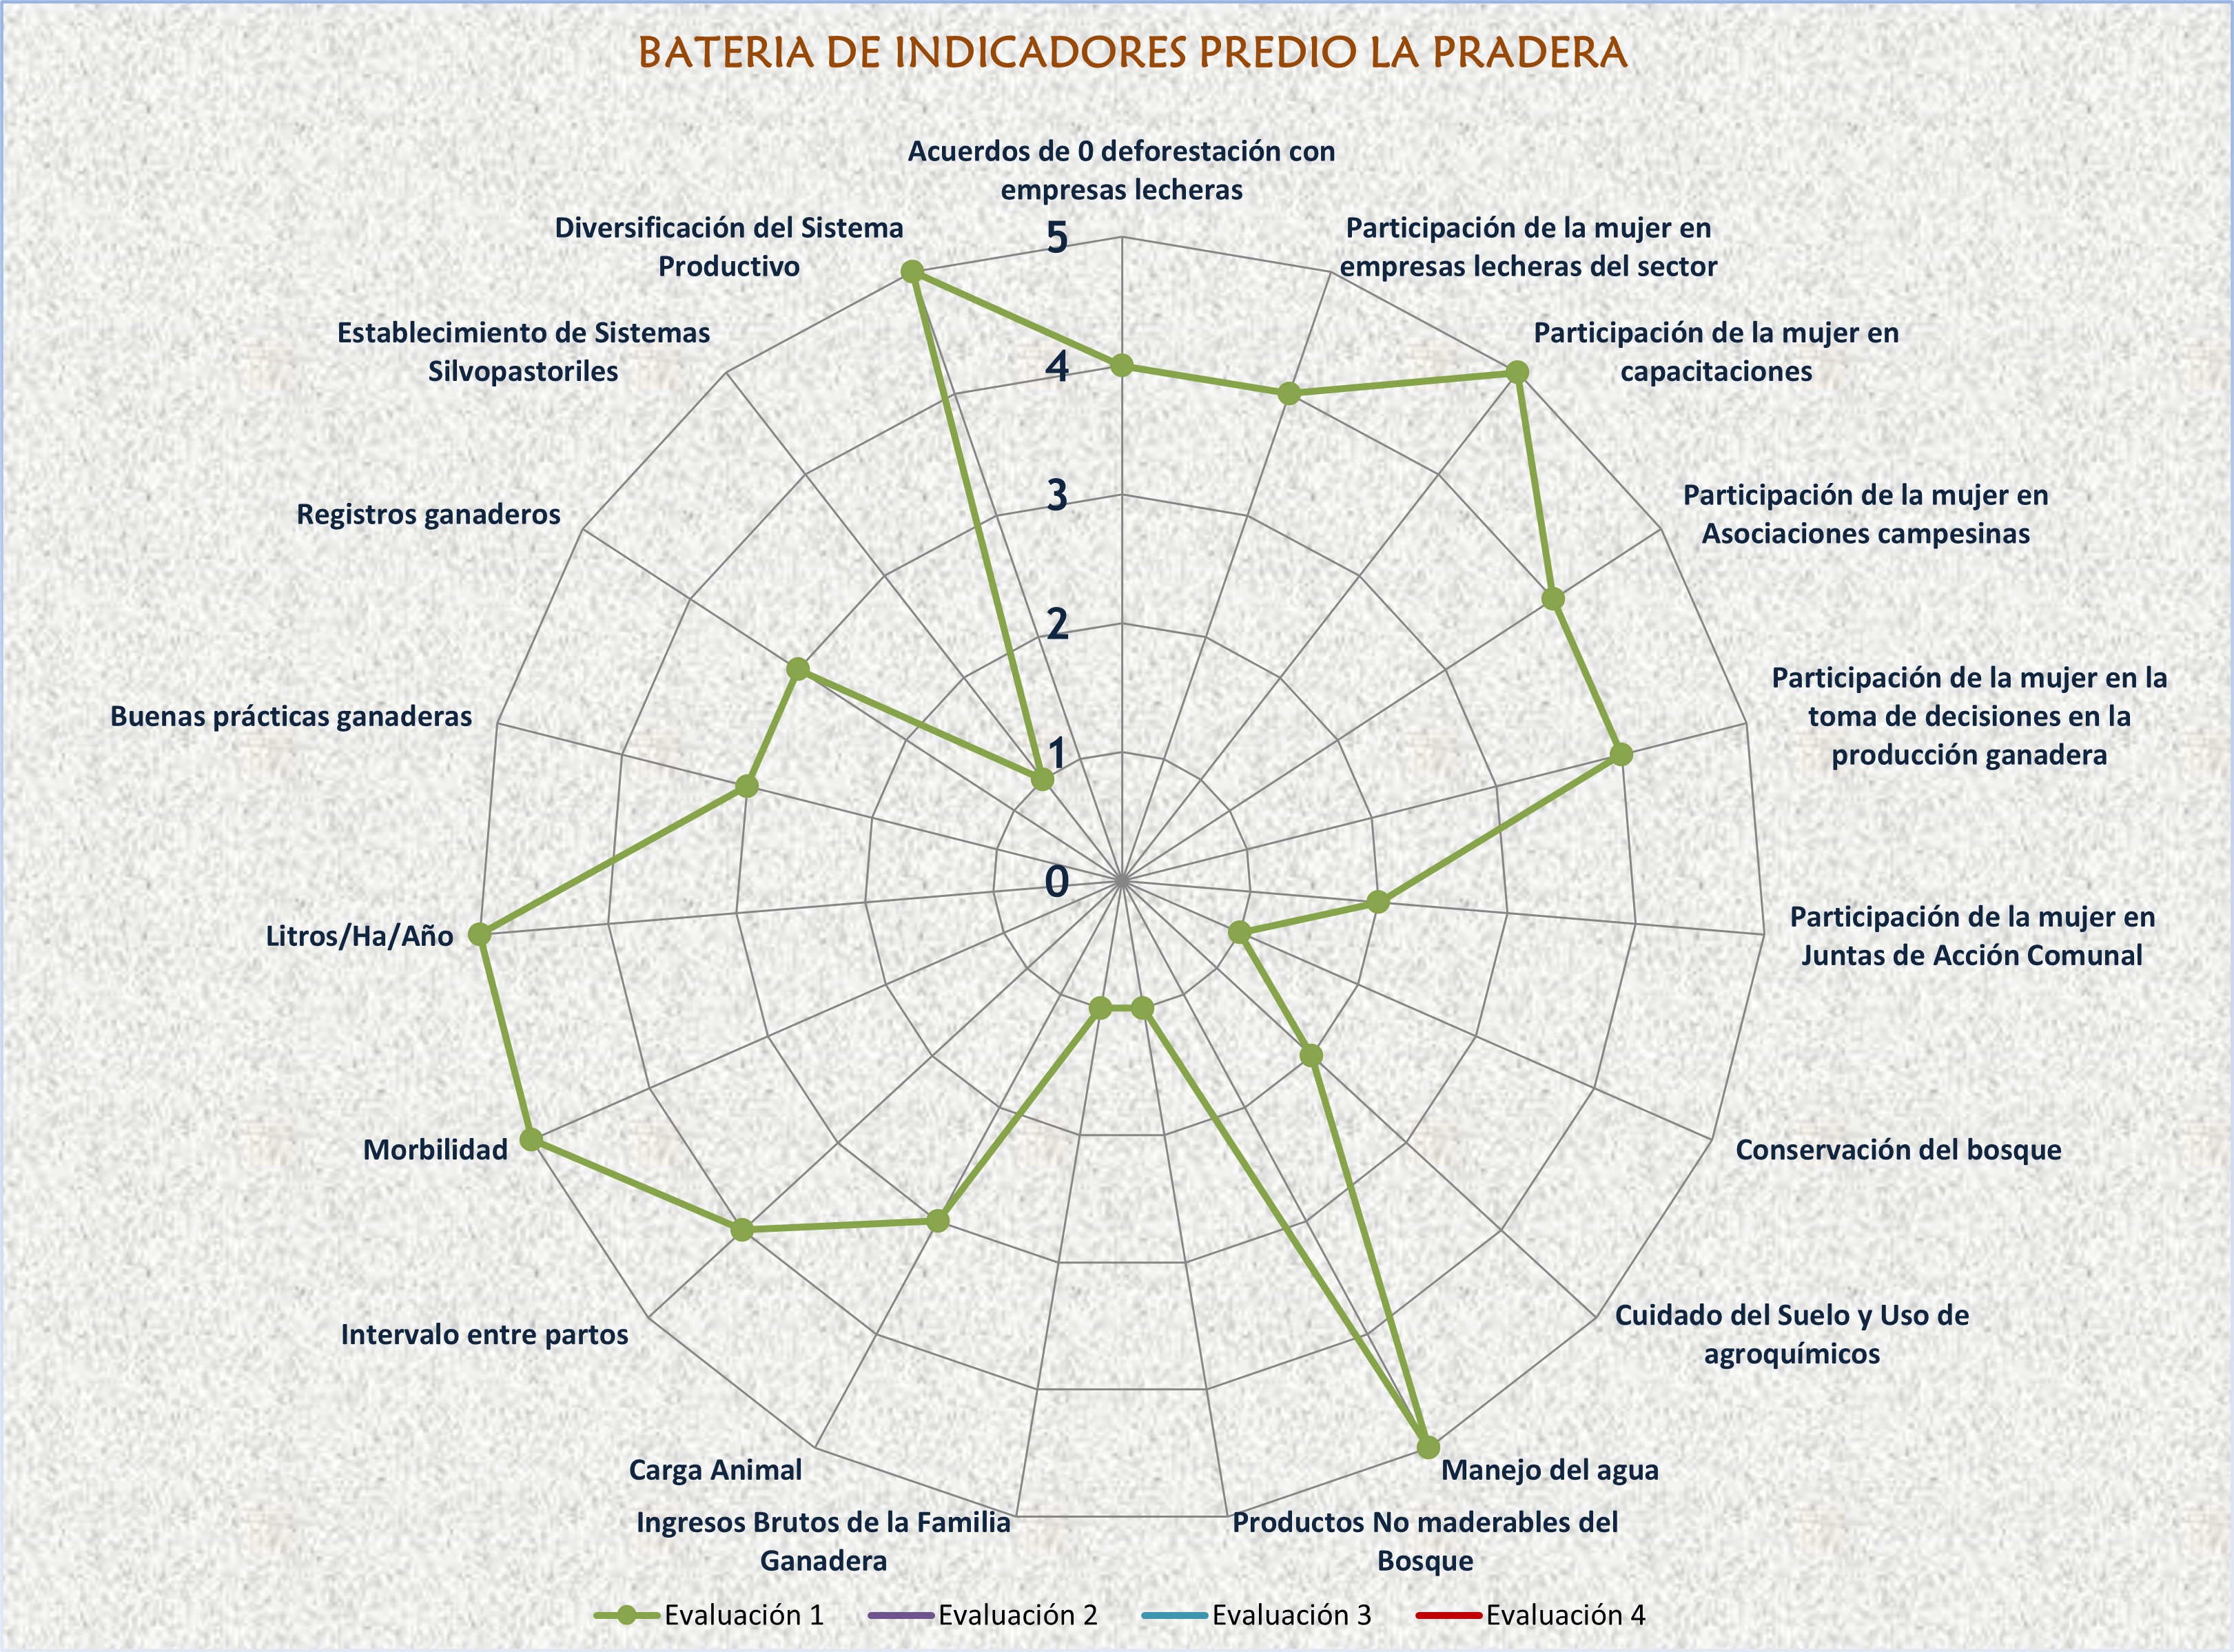 BATERIA DE INDICADORES PREDIO LA PRADERA
Acuerdos de 0 deforestación con
empresas lecheras
Participación de la mujer en
empresas lecheras del sector
Participación de la mujer en
capacitaciones
Participación de la mujer en
Asociaciones campesinas
Participación de la mujer en la
toma de decisiones en la
producción ganadera
Participación de la mujer en
Juntas de Acción Comunal
Conservación del bosque
Cuidado del Suelo y Uso de
agroquímicos
Manejo del agua
Productos No maderables del
Bosque
Ingresos Brutos de la Familia
Ganadera
Carga Animal
Intervalo entre partos
Morbilidad
Litros/Ha/Año
Buenas prácticas ganaderas
Registros ganaderos
Establecimiento de Sistemas
Silvopastoriles
Diversificación del Sistema
Productivo
5
4
3
2
1
0
Evaluación 1
Evaluación 2
Evaluación 3
Evaluación 4